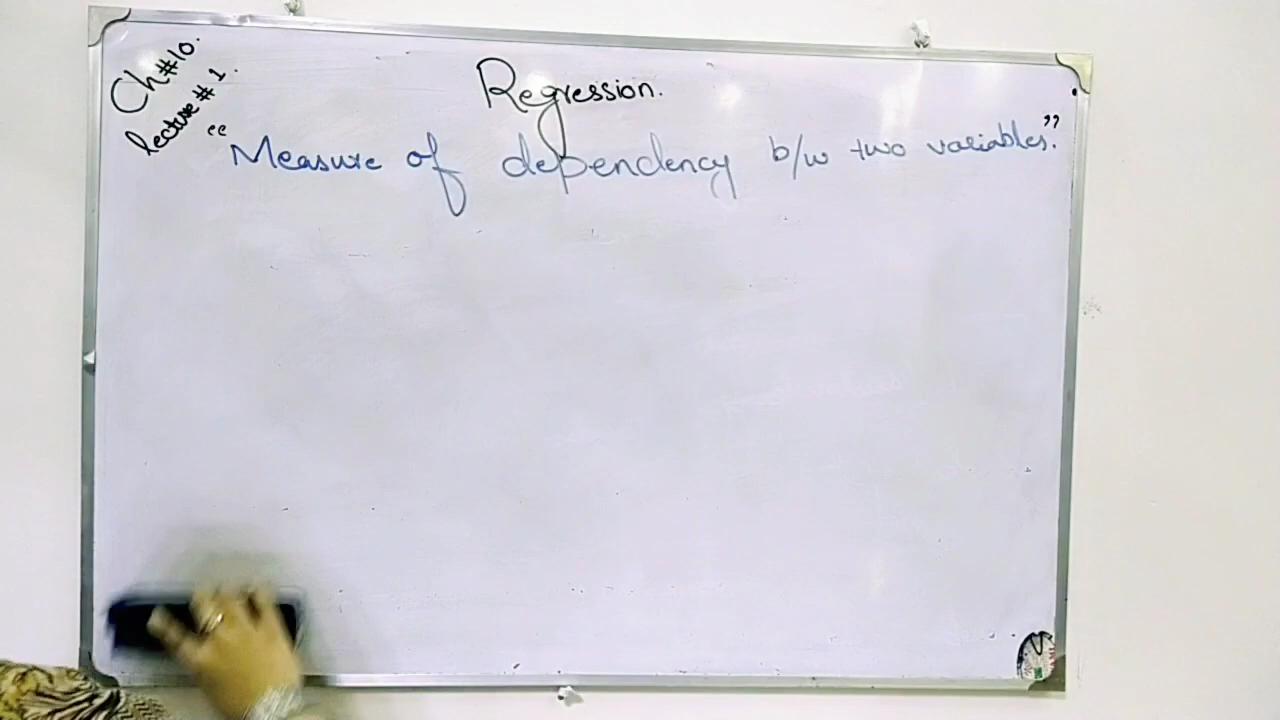 Ch#10.
lecture # 1.
Regression.
"Measure of dependency b/w two variables."